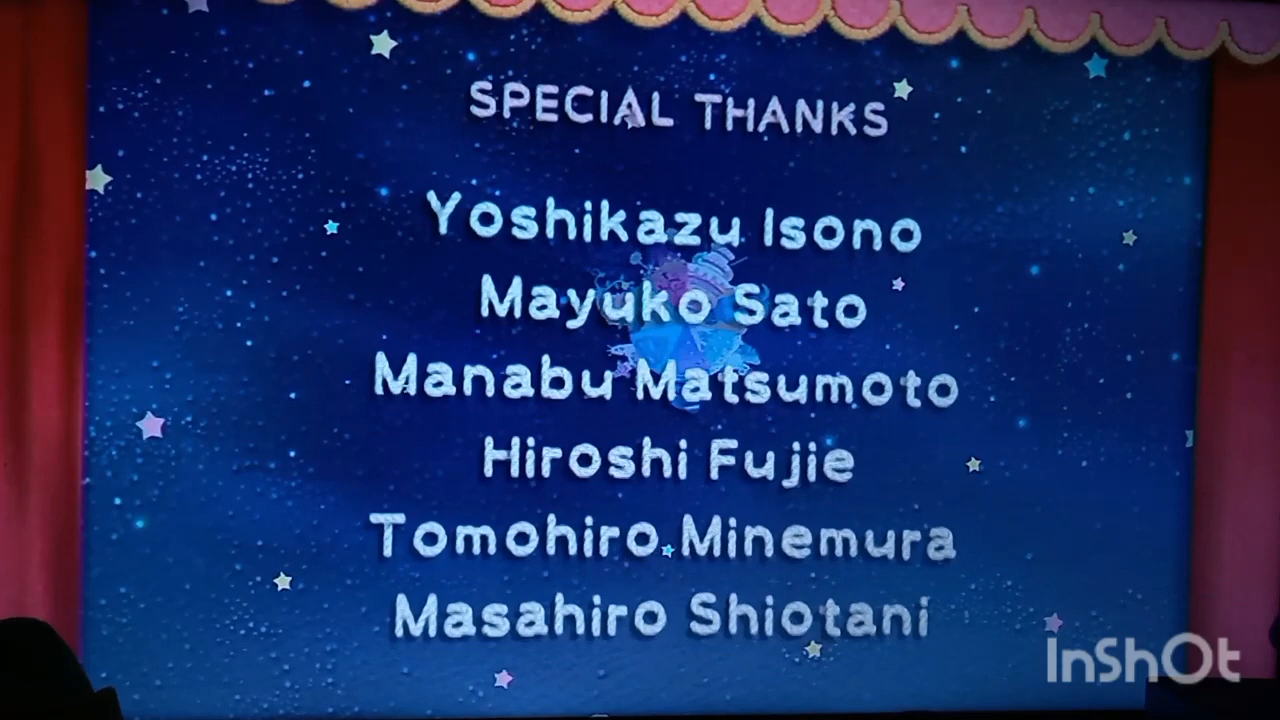 SPECIAL THANKS
Yoshikazu Isono
Mayuko Sato
Manabu Matsumoto
Hiroshi Fujie
Tomohiro Minemura
Masahiro Shiotani
InShOt